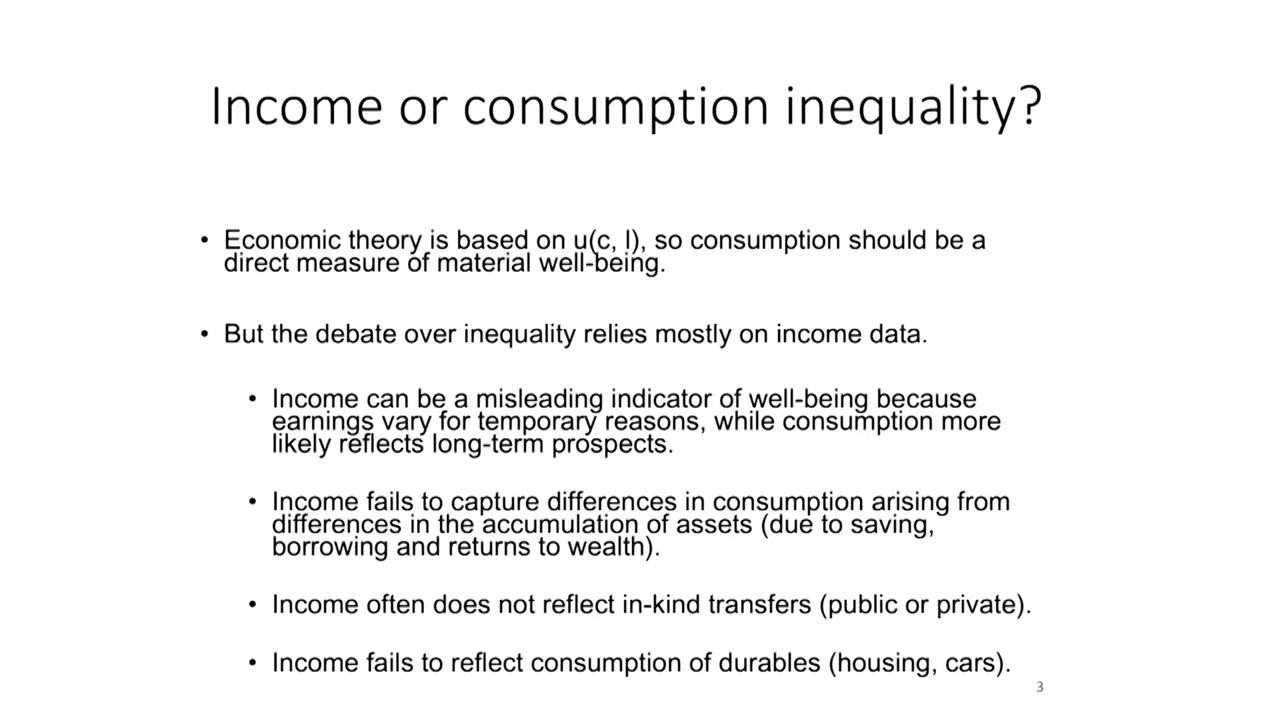 Income or consumption inequality?
• Economic theory is based on u(c, l), so consumption should be a
direct measure of material well-being.
• But the debate over inequality relies mostly on income data.
• Income can be a misleading indicator of well-being because
earnings vary for temporary reasons, while consumption more
likely reflects long-term prospects.
• Income fails to capture differences in consumption arising from
differences in the accumulation of assets (due to saving,
borrowing and returns to wealth).
• Income often does not reflect in-kind transfers (public or private).
• Income fails to reflect consumption of durables (housing, cars).
3